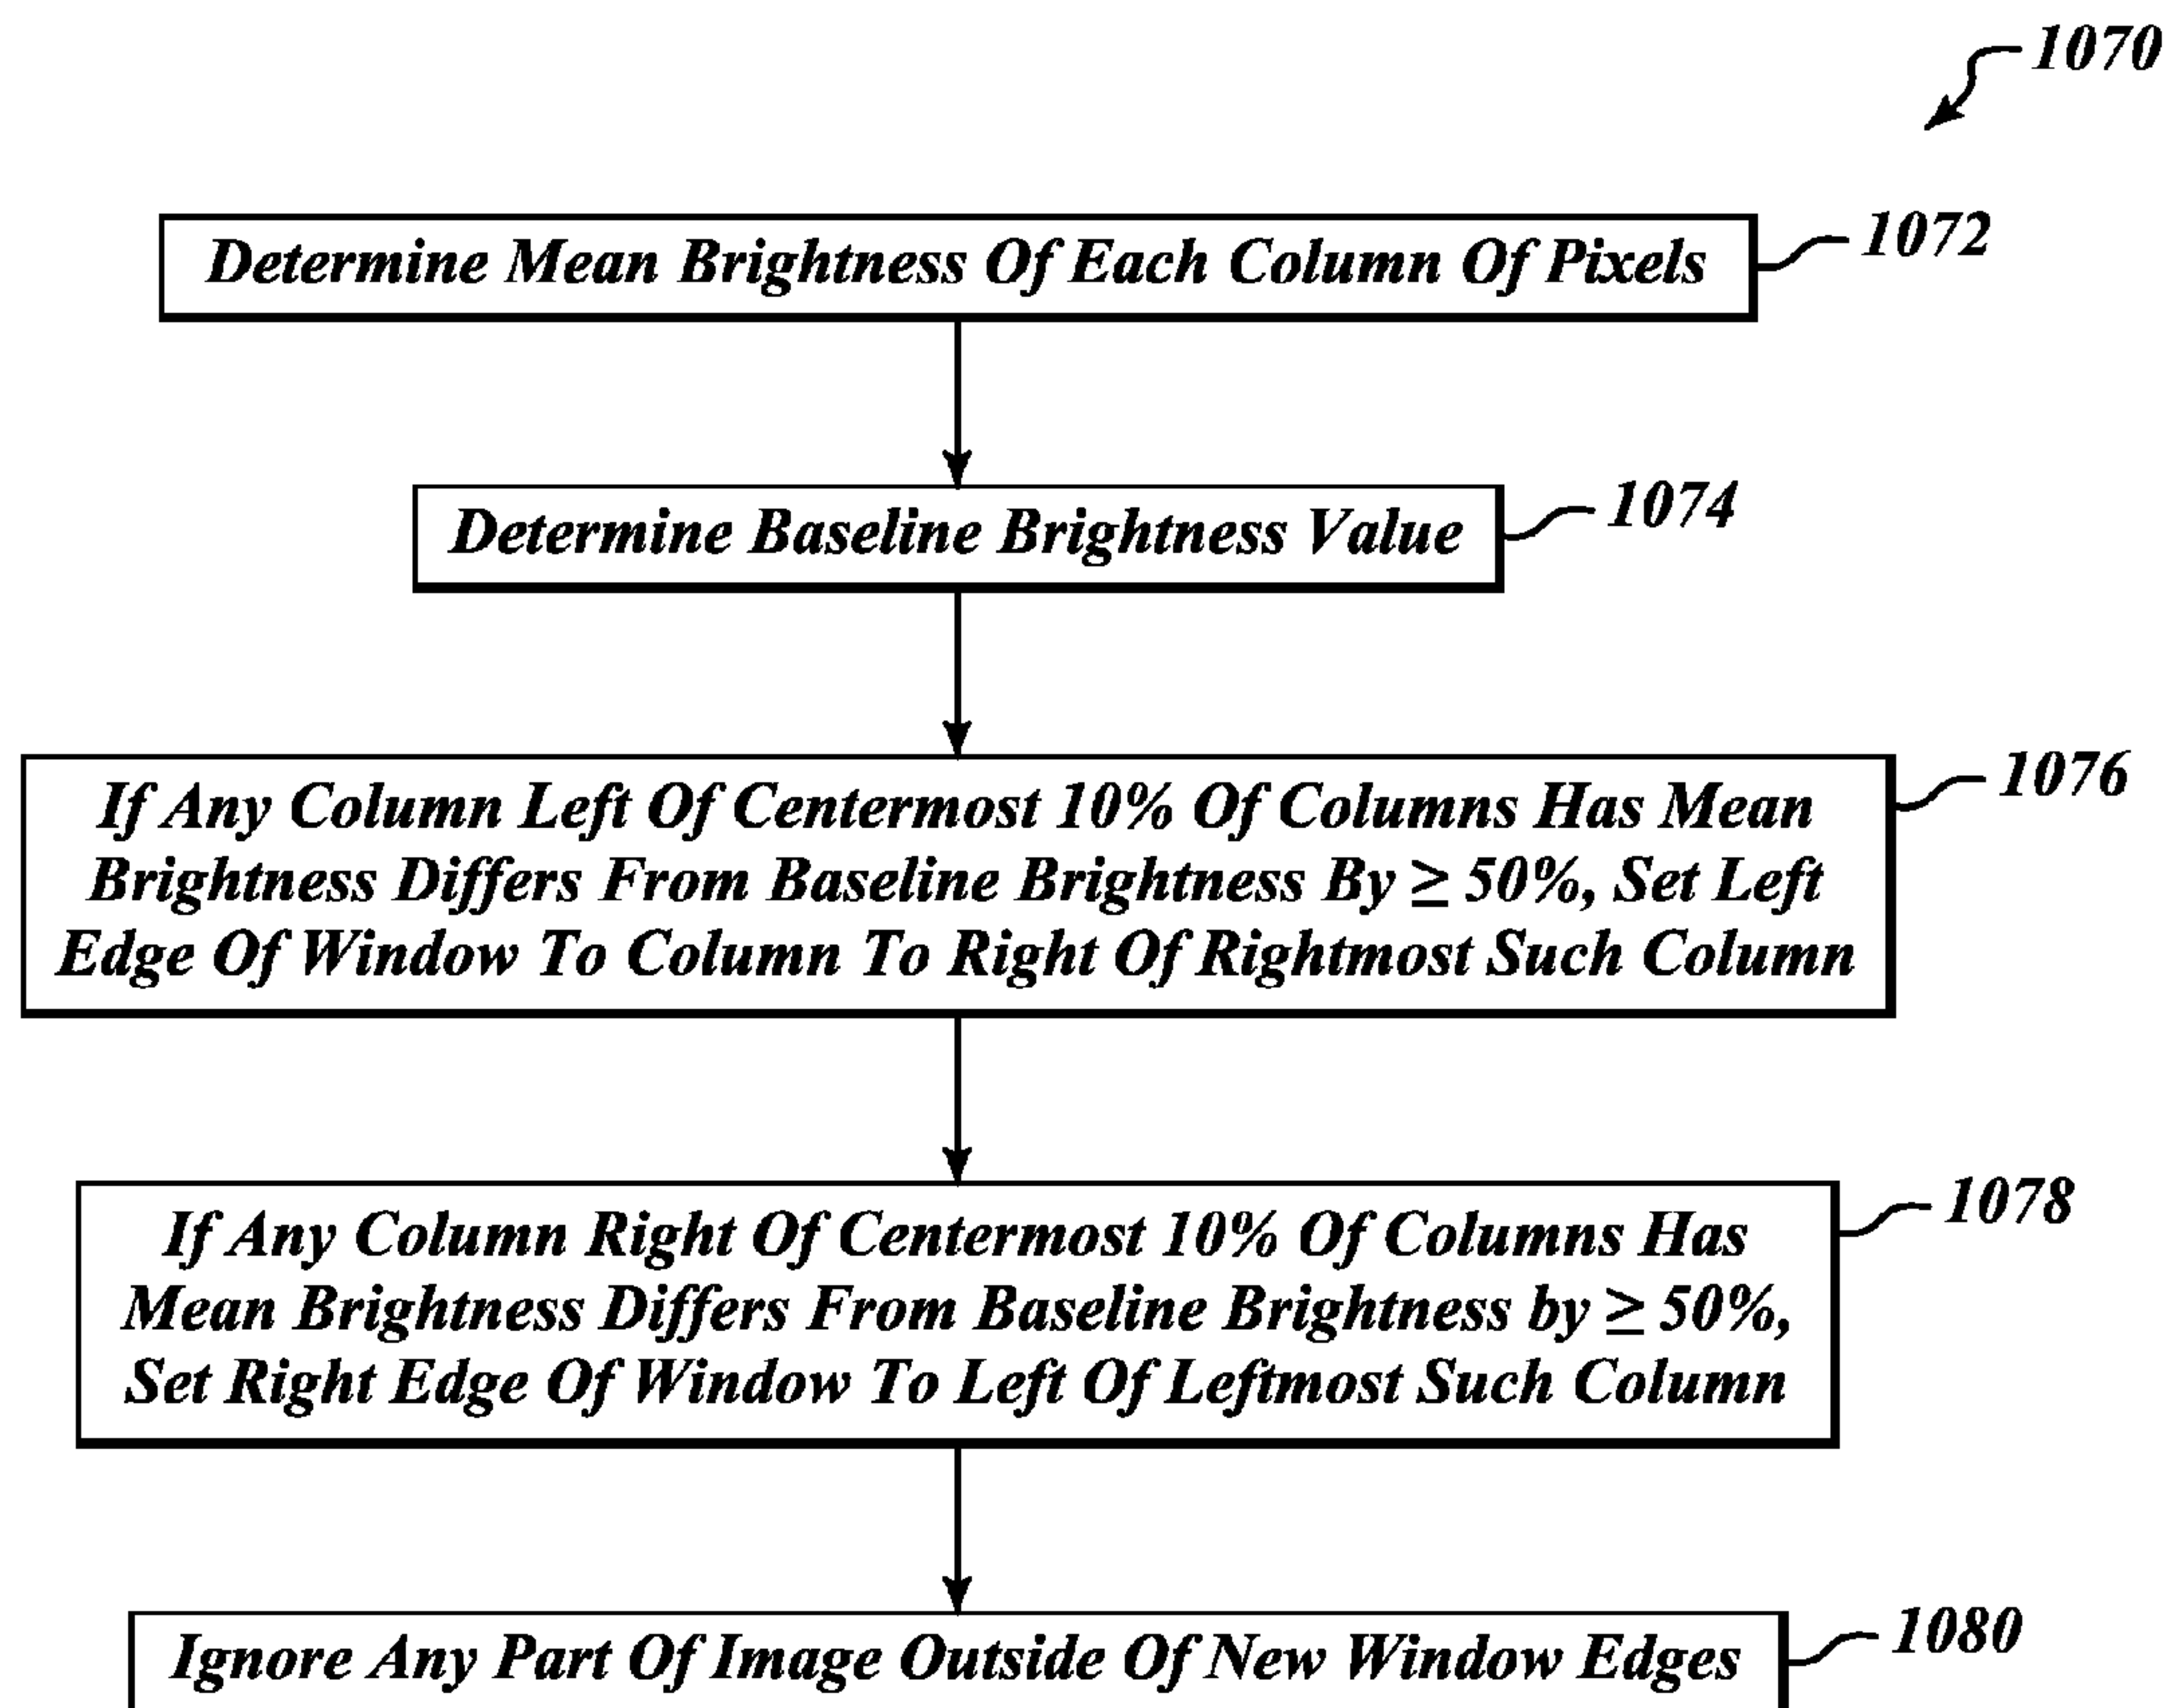 1070
Determine Mean Brightness Of Each Column Of Pixels
1072
Determine Baseline Brightness Value
1074
If Any Column Left Of Centermost 10% Of Columns Has Mean
Brightness Differs From Baseline Brightness By ≥ 50%, Set Left
Edge Of Window To Column To Right Of Rightmost Such Column
1076
If Any Column Right Of Centermost 10% Of Columns Has
Mean Brightness Differs From Baseline Brightness by ≥ 50%,
Set Right Edge Of Window To Left Of Leftmost Such Column
1078
Ignore Any Part Of Image Outside Of New Window Edges
1080